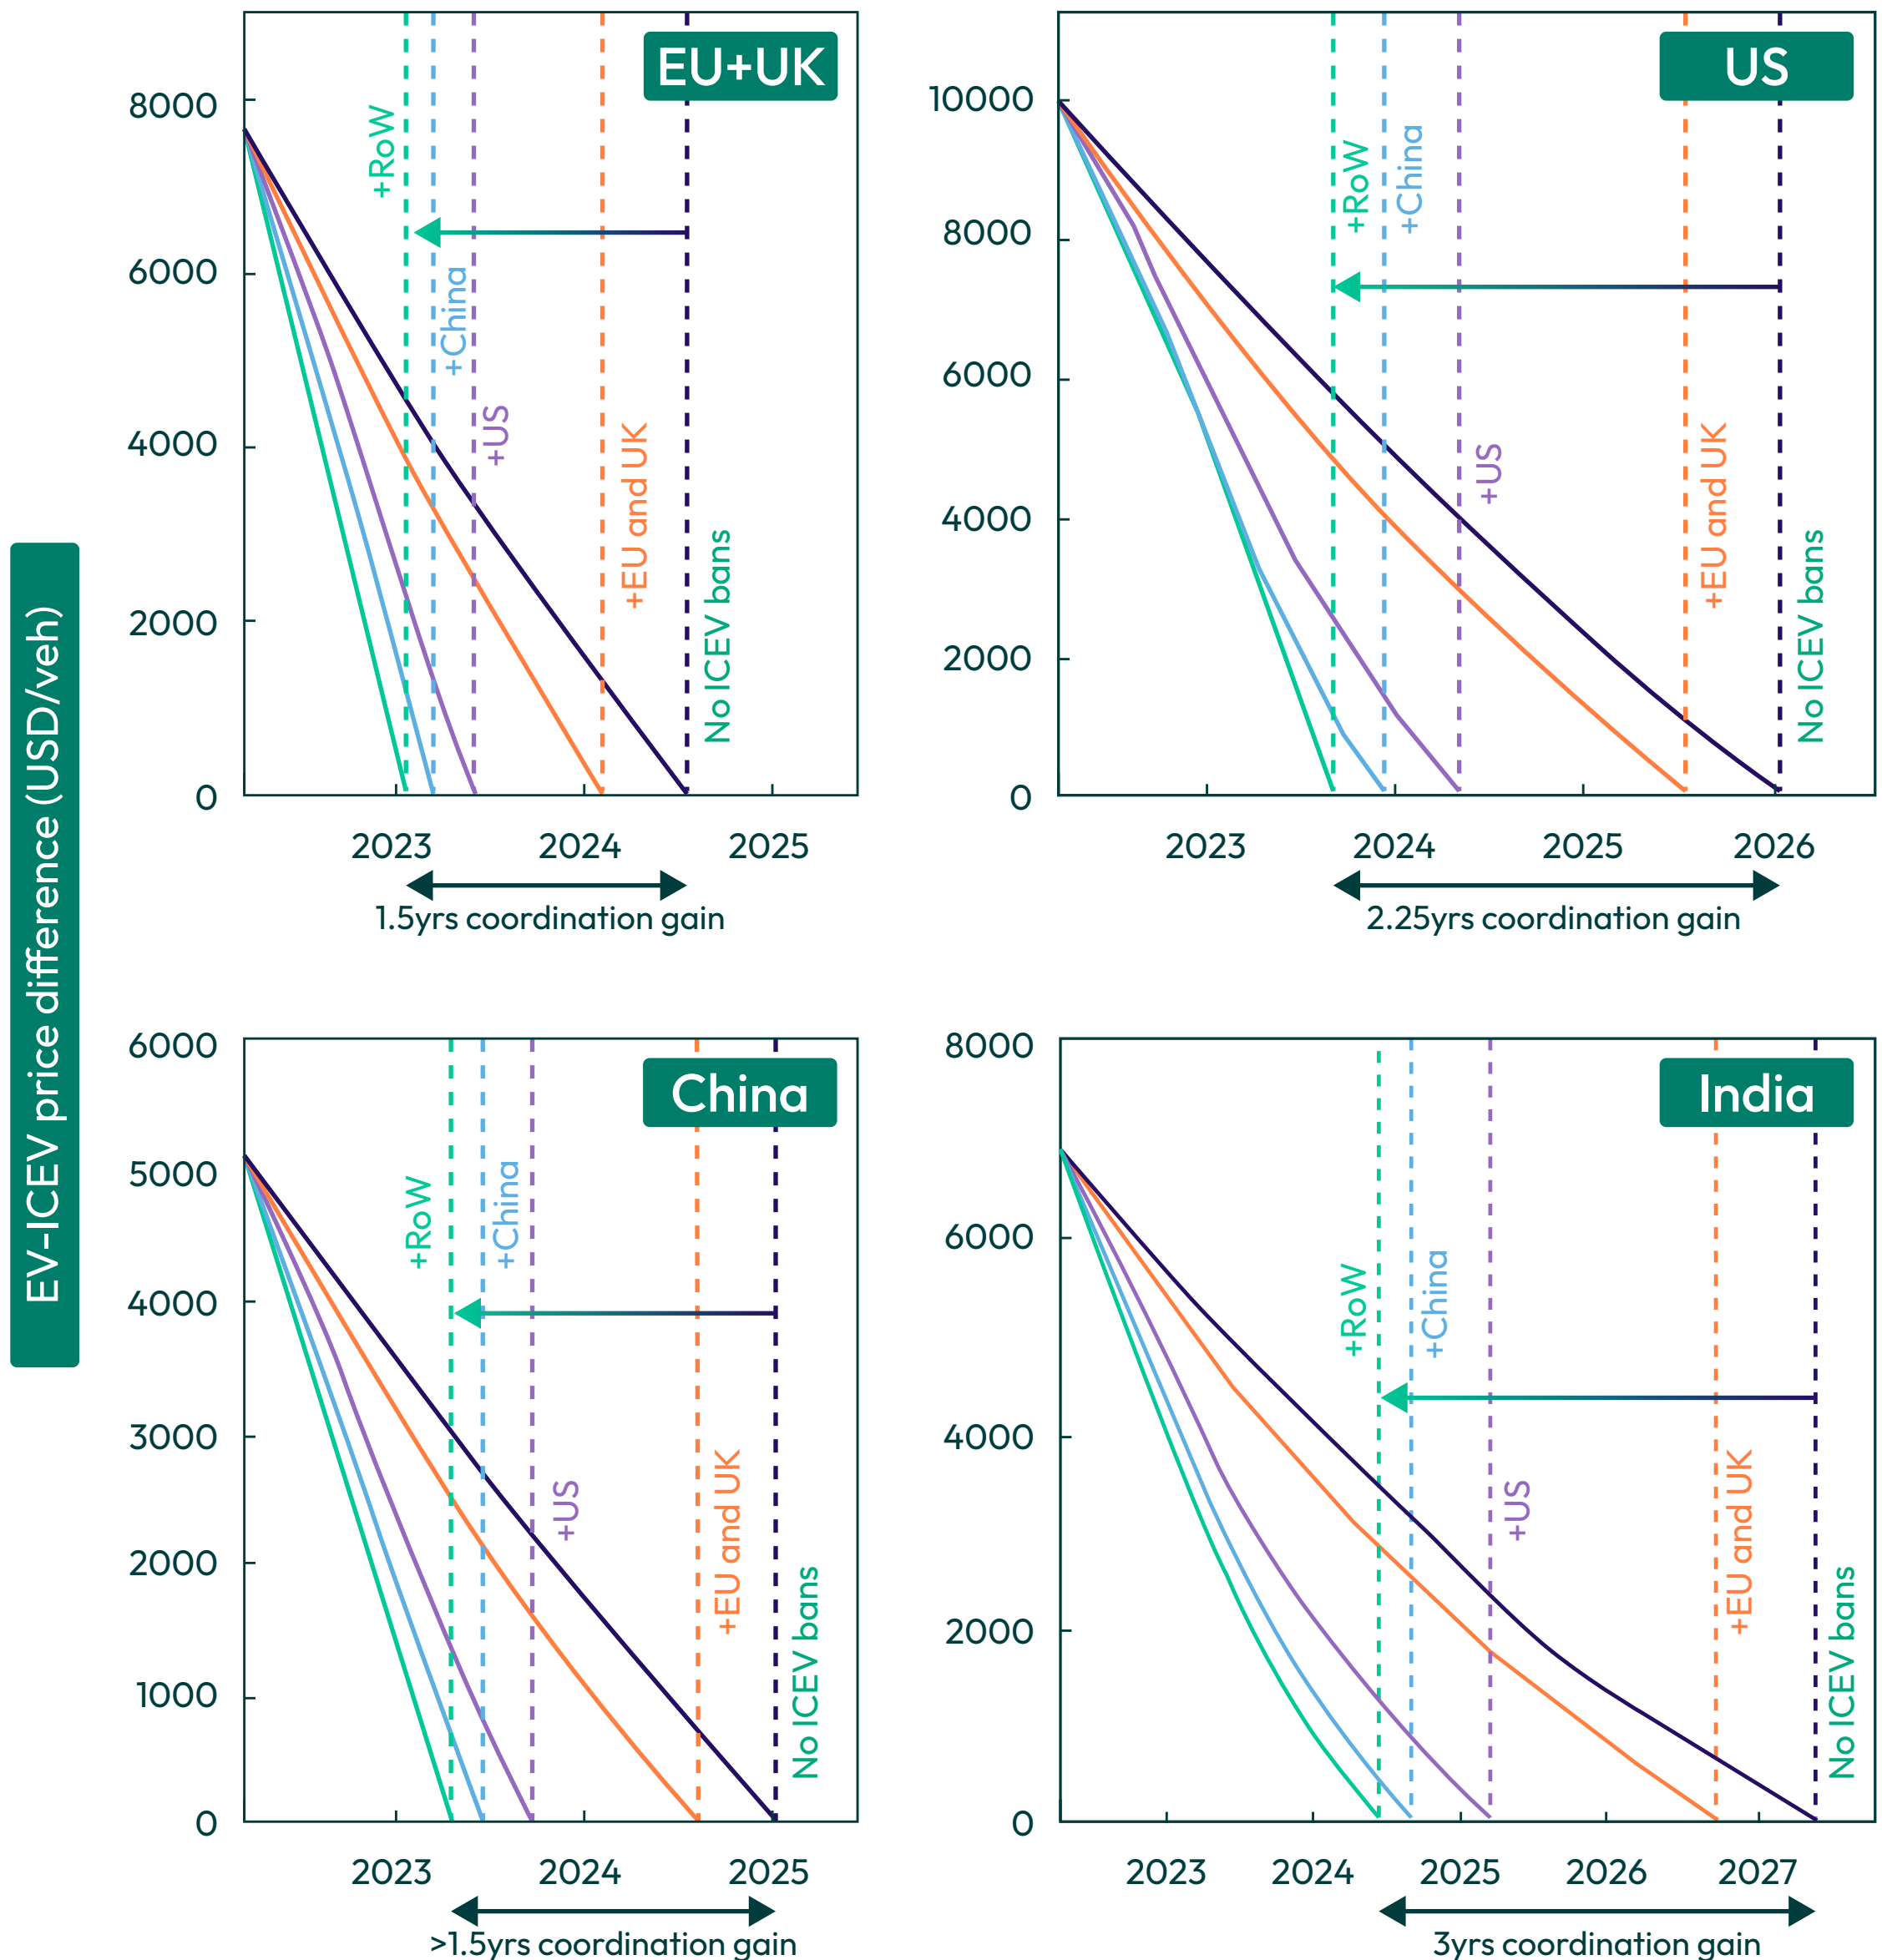 EV-ICEV price difference (USD/veh)
EU+UK
8000
6000
4000
2000
0
+RoW
+China
+US
+EU and UK
No ICEV bans
2023
2024
2025
1.5yrs coordination gain
US
10000
8000
6000
4000
2000
0
+RoW
+China
+US
+EU and UK
No ICEV bans
2023
2024
2025
2026
2.25yrs coordination gain
China
6000
5000
4000
3000
2000
1000
0
+RoW
+China
+US
+EU and UK
No ICEV bans
2023
2024
2025
>1.5yrs coordination gain
India
8000
6000
4000
2000
0
+RoW
+China
+US
+EU and UK
No ICEV bans
2023
2024
2025
2026
2027
3yrs coordination gain